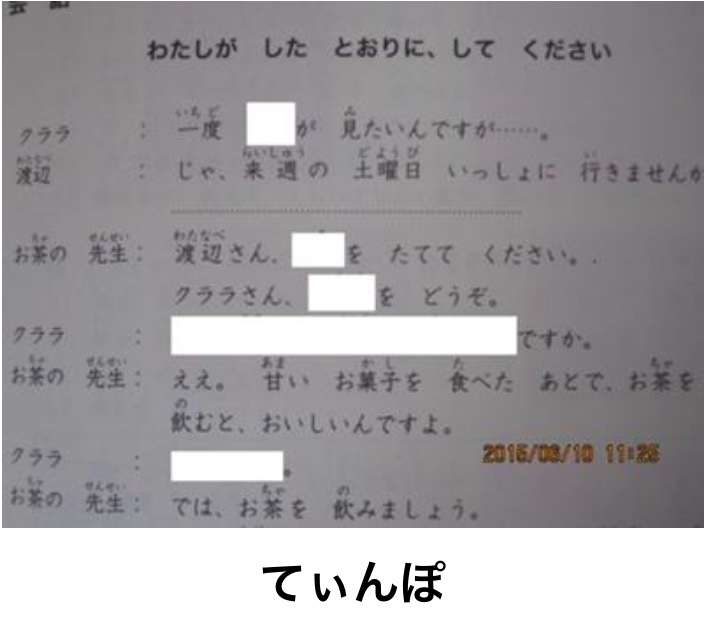 会 話
わたしが した とおりに、して ください
クララ : 一度 が 見たいんですが……。
渡辺 : じゃ、来週の 土曜日 いっしょに 行きませんか
お茶の 先生: 渡辺さん、 を たてて ください。
クララさん、 を どうぞ。
クララ : ですか。
お茶の 先生: ええ。 甘い お菓子を 食べた あとで、お茶を
飲むと、おいしいんですよ。
クララ : 。
2015/06/10 11:25
お茶の 先生: では、お茶を 飲みましょう。
てぃんぽ